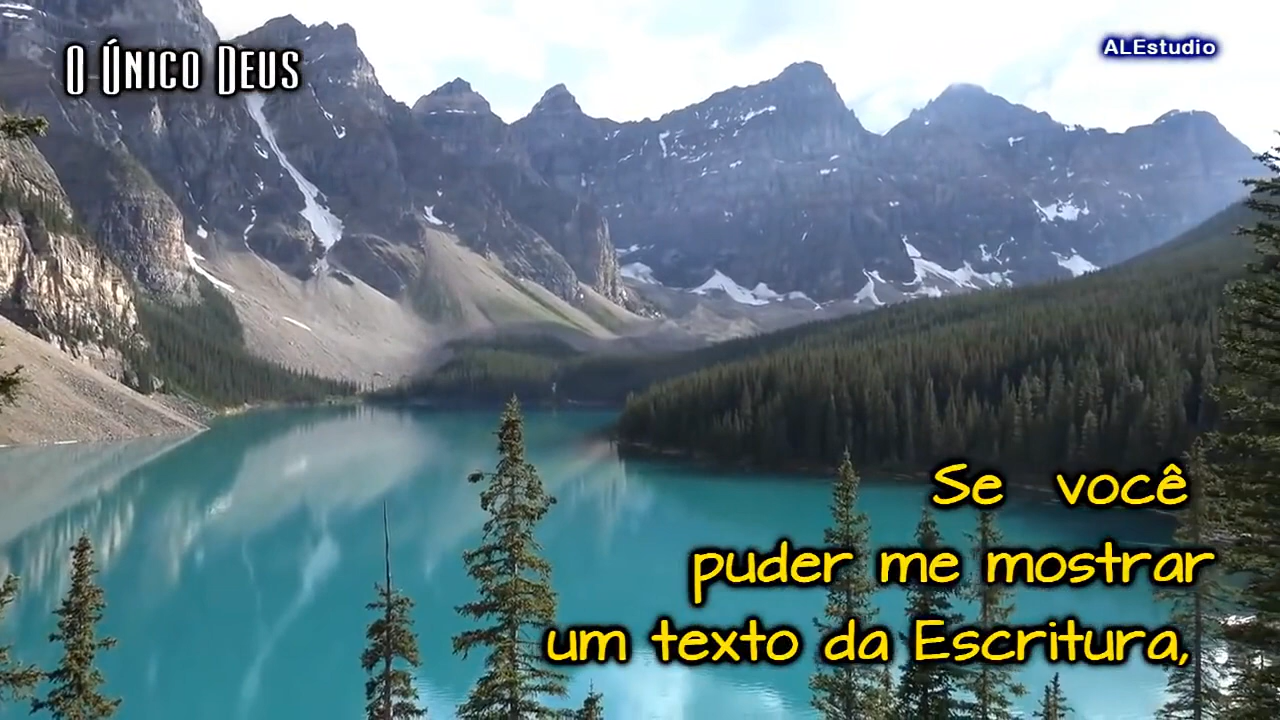 O Único Deus
ALEstudio
Se você
puder me mostrar
um texto da Escritura,